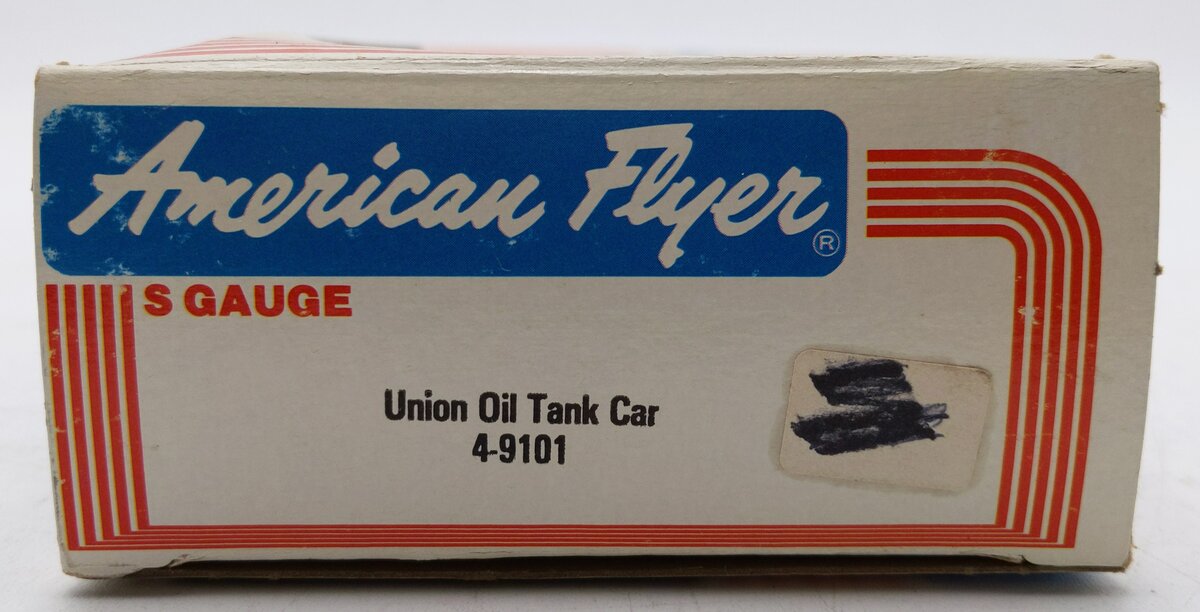 American Flyer®
S GAUGE
Union Oil Tank Car
4-9101